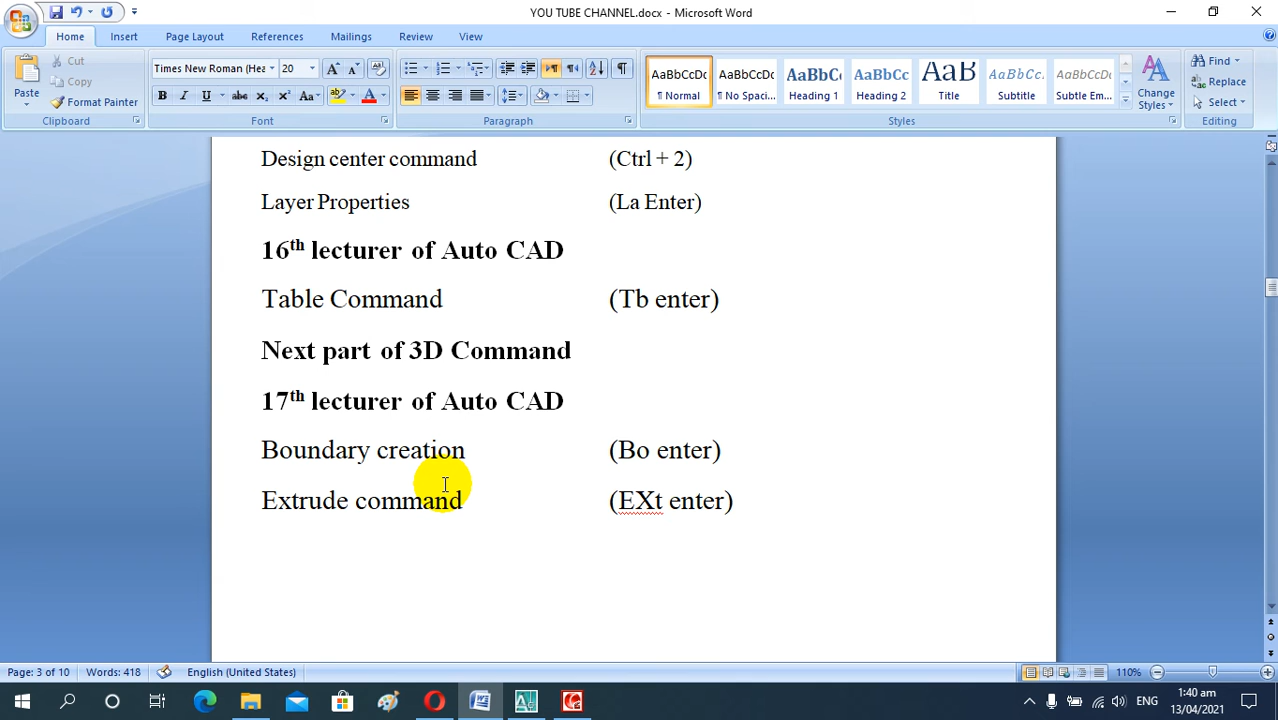 YOU TUBE CHANNEL.docx - Microsoft Word
Home Insert Page Layout References Mailings Review View
Paste
Cut
Copy
Format Painter
Clipboard
Times New Roman (Hea 20
Font
Paragraph
AaBbCcDc AaBbCcDc AaBbC AaBbCc AaB AaBbCcL AaBbCcDc
¶ Normal ¶ No Spaci... Heading 1 Heading 2 Title Subtitle Subtle Em...
Change Styles
Styles
Find
Replace
Select
Editing
Design center command (Ctrl + 2)
Layer Properties (La Enter)
16th lecturer of Auto CAD
Table Command (Tb enter)
Next part of 3D Command
17th lecturer of Auto CAD
Boundary creation (Bo enter)
Extrude command (EXt enter)
Page: 3 of 10 Words: 418 English (United States) 110%
ENG 1:40 am
13/04/2021